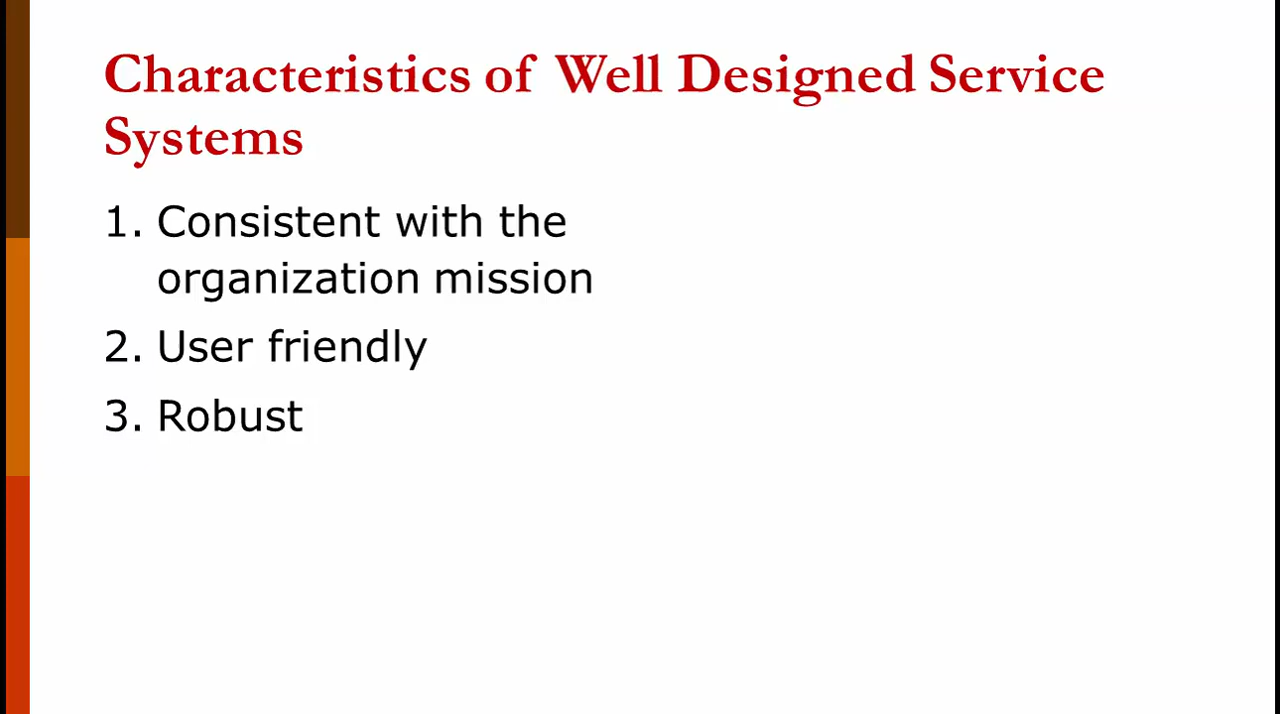 Characteristics of Well Designed Service
Systems
1. Consistent with the
organization mission
2. User friendly
3. Robust